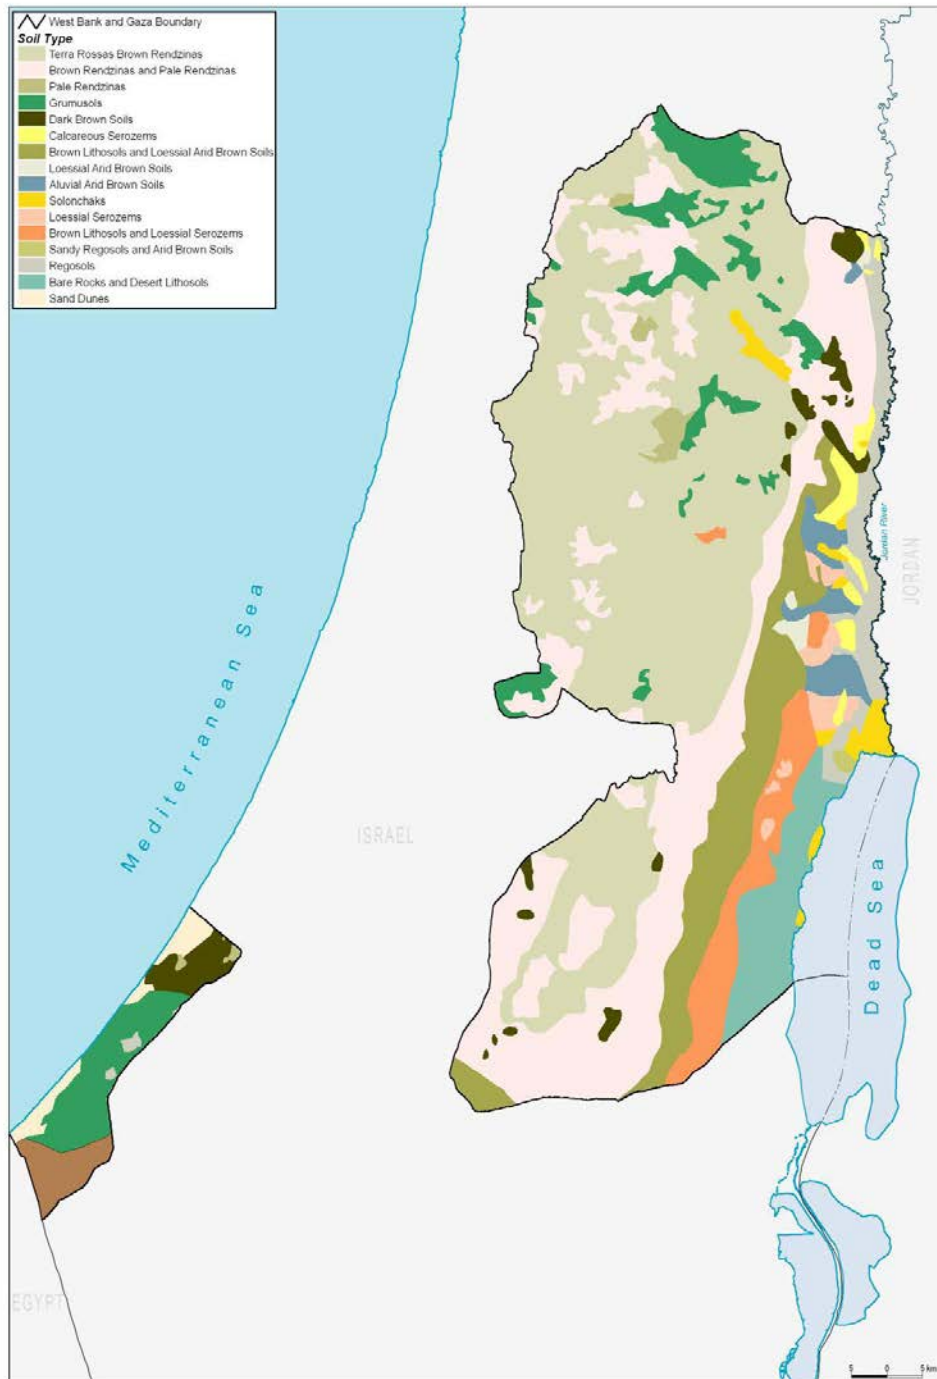 West Bank and Gaza Boundary
Soil Type
Terra Rossas Brown Rendzinas
Brown Rendzinas and Pale Rendzinas
Pale Rendzinas
Grumusols
Dark Brown Soils
Calcareous Serozems
Brown Lithosols and Loessial Arid Brown Soils
Loessial Arid Brown Soils
Aluvial Arid Brown Soils
Solonchaks
Loessial Serozems
Brown Lithosols and Loessial Serozems
Sandy Regosols and Arid Brown Soils
Regosols
Bare Rocks and Desert Lithosols
Sand Dunes
Jordan River
JORDAN
Mediterranean Sea
ISRAEL
Dead Sea
EGYPT
5 0 5 km